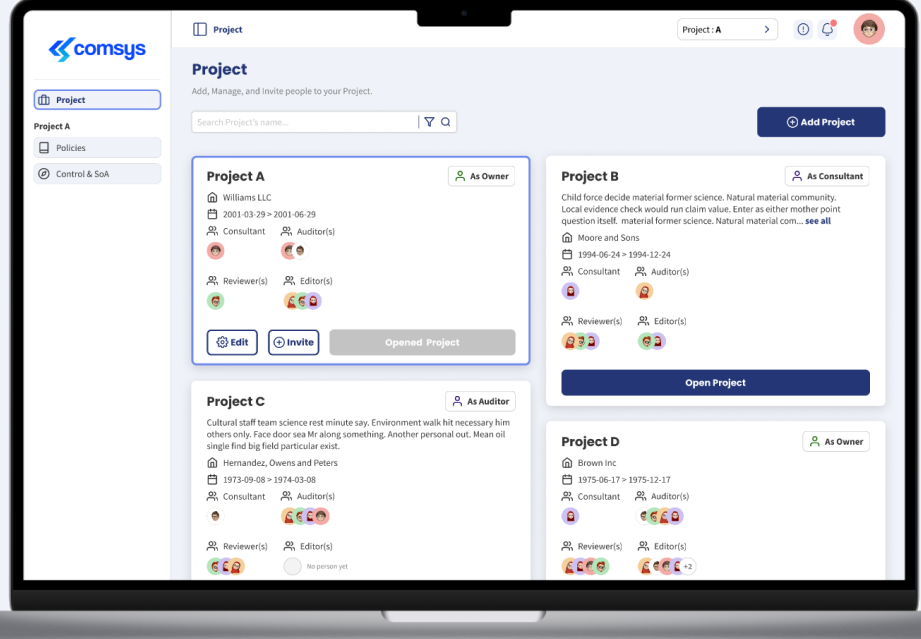 comsys
Project
Project A
Policies
Control & SoA
Project
Project : A
Project
Add, Manage, and Invite people to your Project.
Search Project's name...
Add Project
Project A
As Owner
Williams LLC
2001-03-29 > 2001-06-29
Consultant
Auditor(s)
Reviewer(s)
Editor(s)
Edit
Invite
Opened Project
Project B
As Consultant
Child force decide material former science. Natural material community.
Local evidence check would run claim value. Enter as either mother point
question itself. material former science. Natural material com... see all
Moore and Sons
1994-06-24 > 1994-12-24
Consultant
Auditor(s)
Reviewer(s)
Editor(s)
Open Project
Project C
As Auditor
Cultural staff team science rest minute say. Environment walk hit necessary him
others only. Face door sea Mr along something. Another personal out. Mean oil
single find big field particular exist.
Hernandez, Owens and Peters
1973-09-08 > 1974-03-08
Consultant
Auditor(s)
Reviewer(s)
Editor(s)
No person yet
Project D
As Owner
Brown Inc
1975-06-17 > 1975-12-17
Consultant
Auditor(s)
Reviewer(s)
Editor(s)
+2